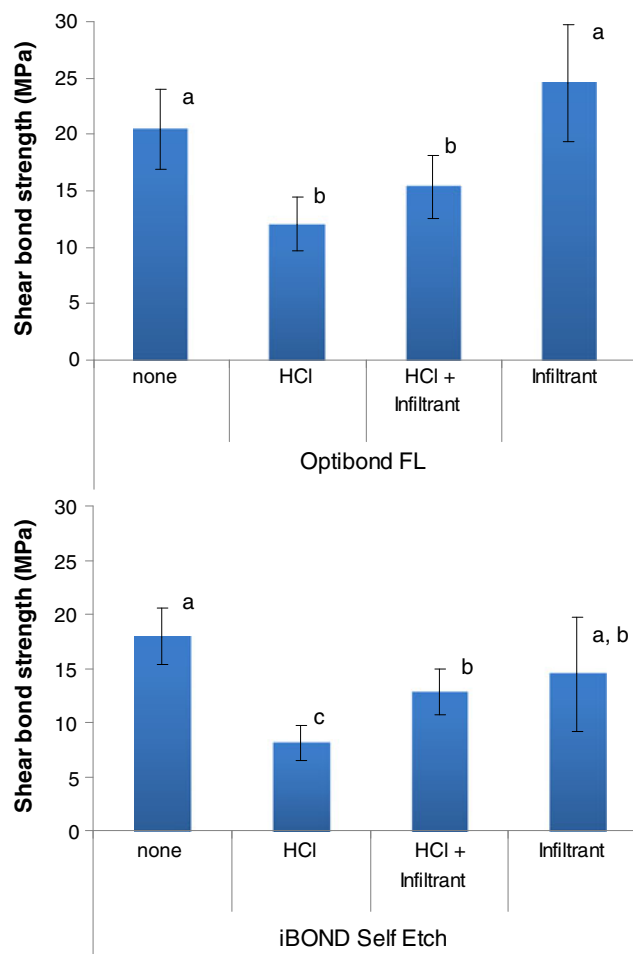 Shear bond strength (MPa)
30
25
20
15
10
5
0
a
b
b
a
none
HCl
HCl +
Infiltrant
Infiltrant
Optibond FL
Shear bond strength (MPa)
30
25
20
15
10
5
0
a
c
b
a, b
none
HCl
HCl +
Infiltrant
Infiltrant
iBOND Self Etch